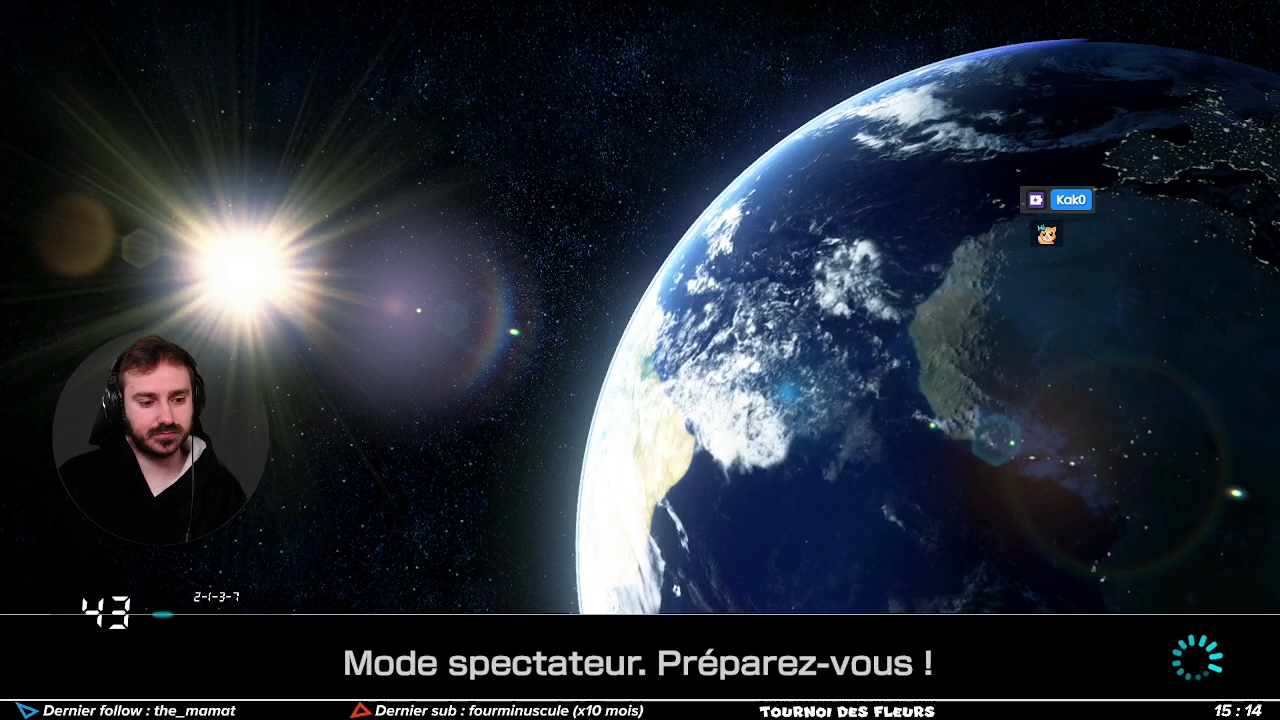 Kak0
Hi
43
2-1-3-7
Mode spectateur. Préparez-vous !
Dernier follow : the_mamat
Dernier sub : fourminuscule (x10 mois)
TOURNOI DES FLEURS
15 : 14